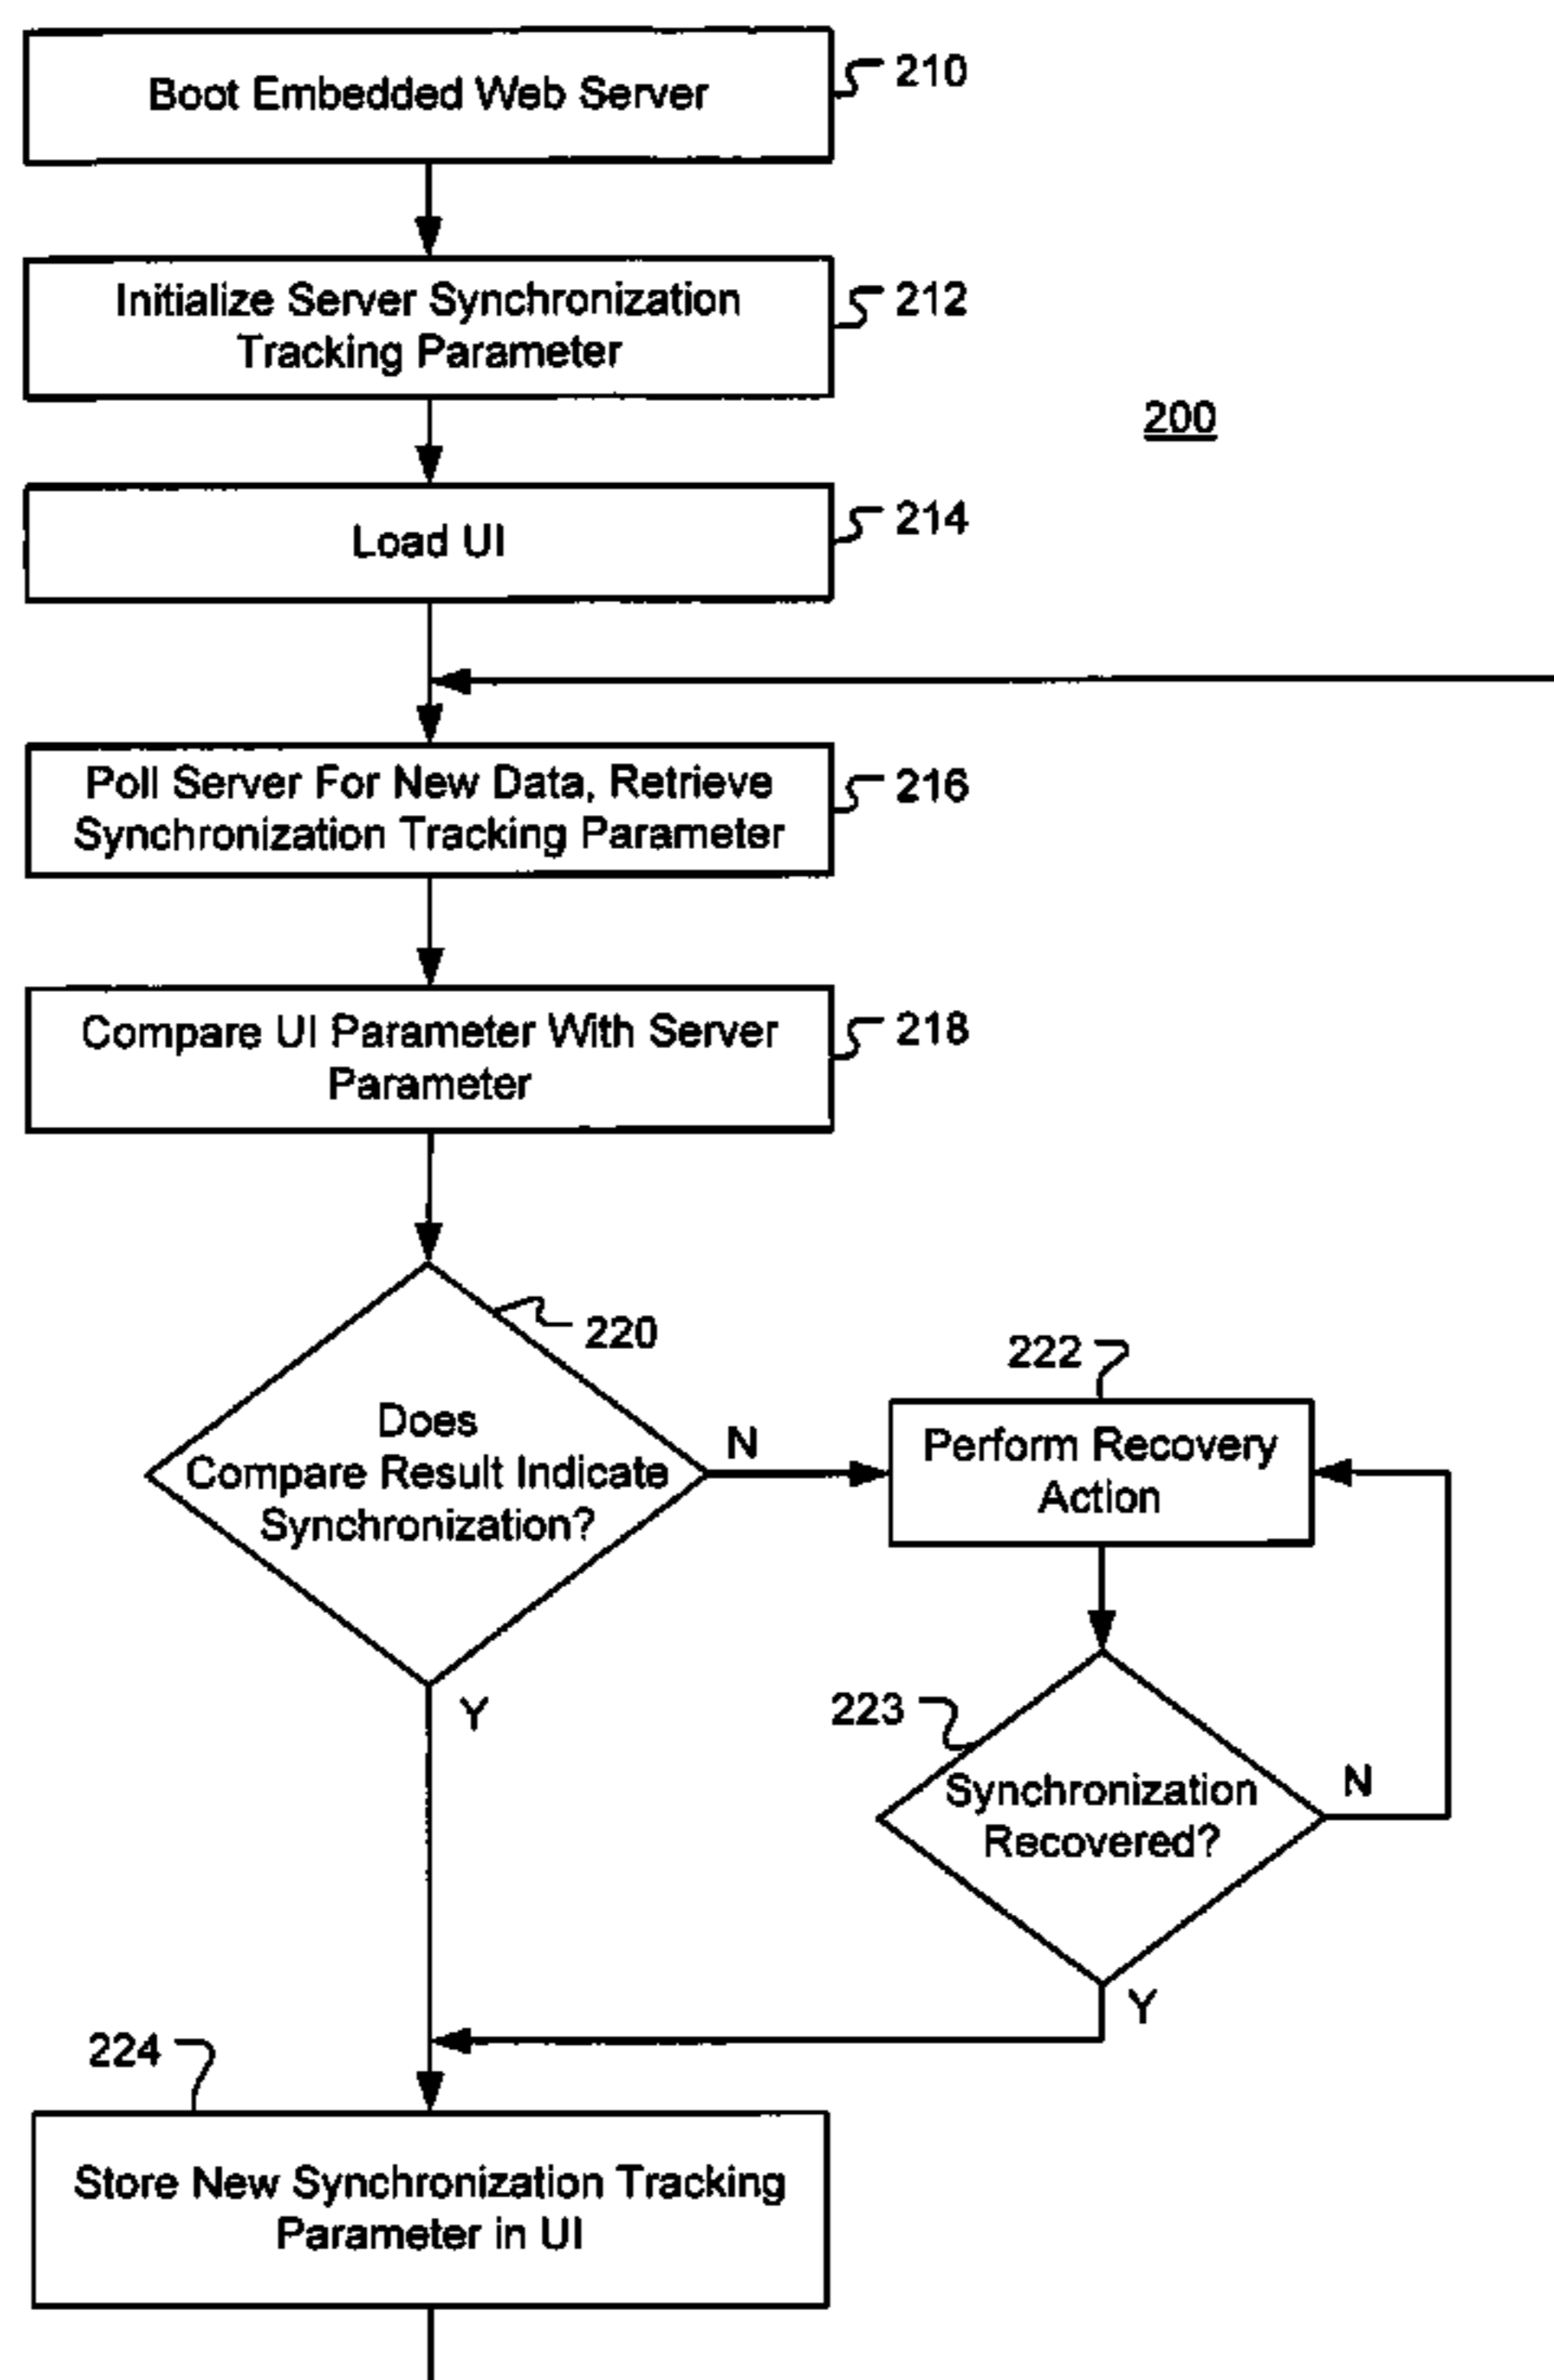 Boot Embedded Web Server
210
Initialize Server Synchronization
Tracking Parameter
212
200
Load UI
214
Poll Server For New Data, Retrieve
Synchronization Tracking Parameter
216
Compare UI Parameter With Server
Parameter
218
220
Does
Compare Result Indicate
Synchronization?
N
Y
222
Perform Recovery
Action
223
Synchronization
Recovered?
N
Y
224
Store New Synchronization Tracking
Parameter in UI